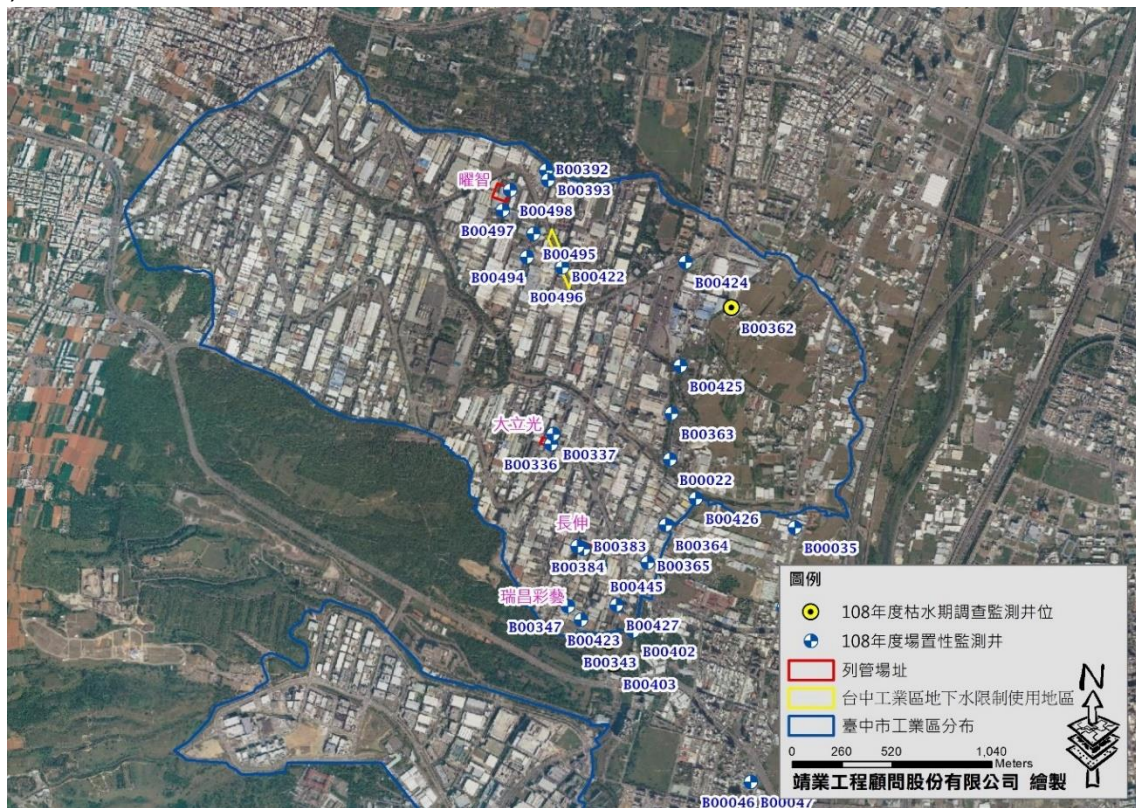 B00392
曜智
B00393
B00498
B00497
B00495
B00494
B00422
B00424
B00496
B00362
B00425
B00363
大立光
B00336
B00337
B00022
B00426
長伸
B00364
B00035
B00383
B00384
B00365
B00445
瑞昌彩藝
B00347
B00427
B00423
B00402
B00343
B00403
B00046
B00047
圖例
108年度枯水期調查監測井位
108年度場置性監測井
列管場址
台中工業區地下水限制使用地區
臺中市工業區分布
N
0 260 520 1,040
Meters
靖業工程顧問股份有限公司 繪製